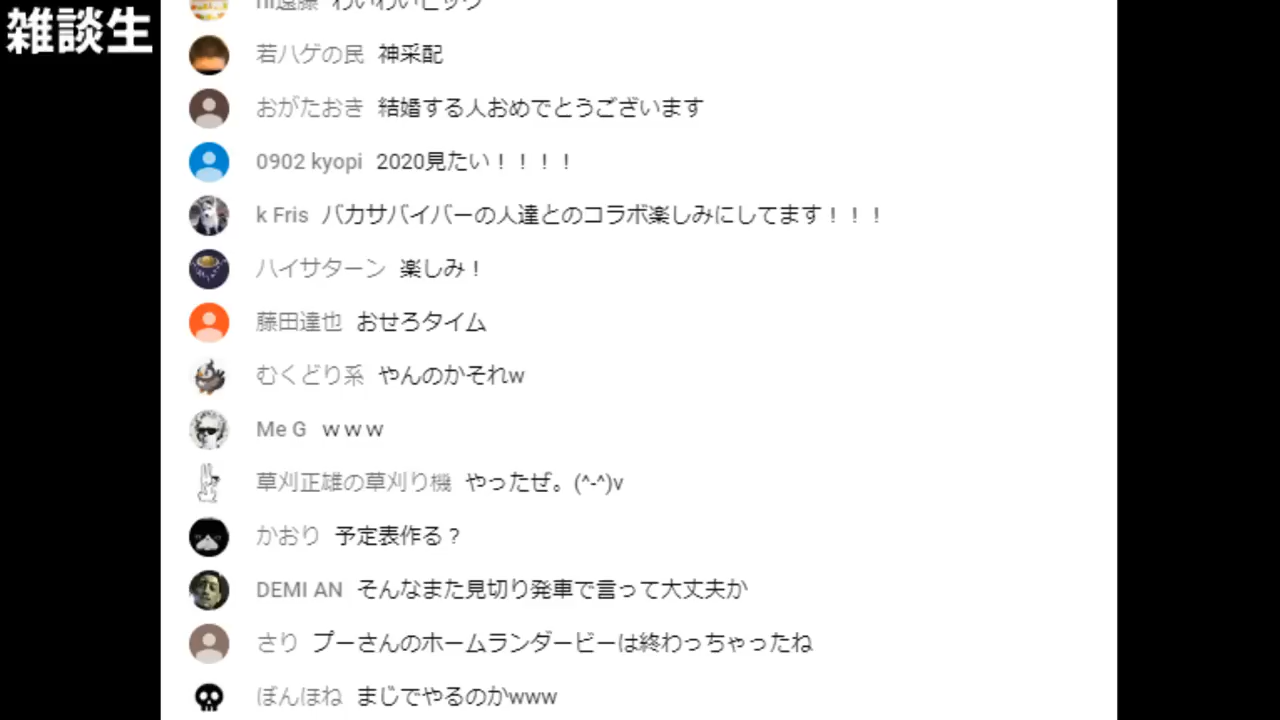 雑談生
わいわいビッグ
若ハゲの民 神采配
おがたおき 結婚する人おめでとうございます
0902 kyopi 2020見たい！！！！
k Fris バカサバイバーの人達とのコラボ楽しみにしてます！！！
ハイサターン 楽しみ！
藤田達也 おせろタイム
むくどり系 やんのかそれw
Me G ｗｗｗ
草刈正雄の草刈り機 やったぜ。(^-^)v
かおり 予定表作る？
DEMI AN そんなまた見切り発車で言って大丈夫か
さり プーさんのホームランダービーは終わっちゃったね
ぽんほね まじでやるのかwww